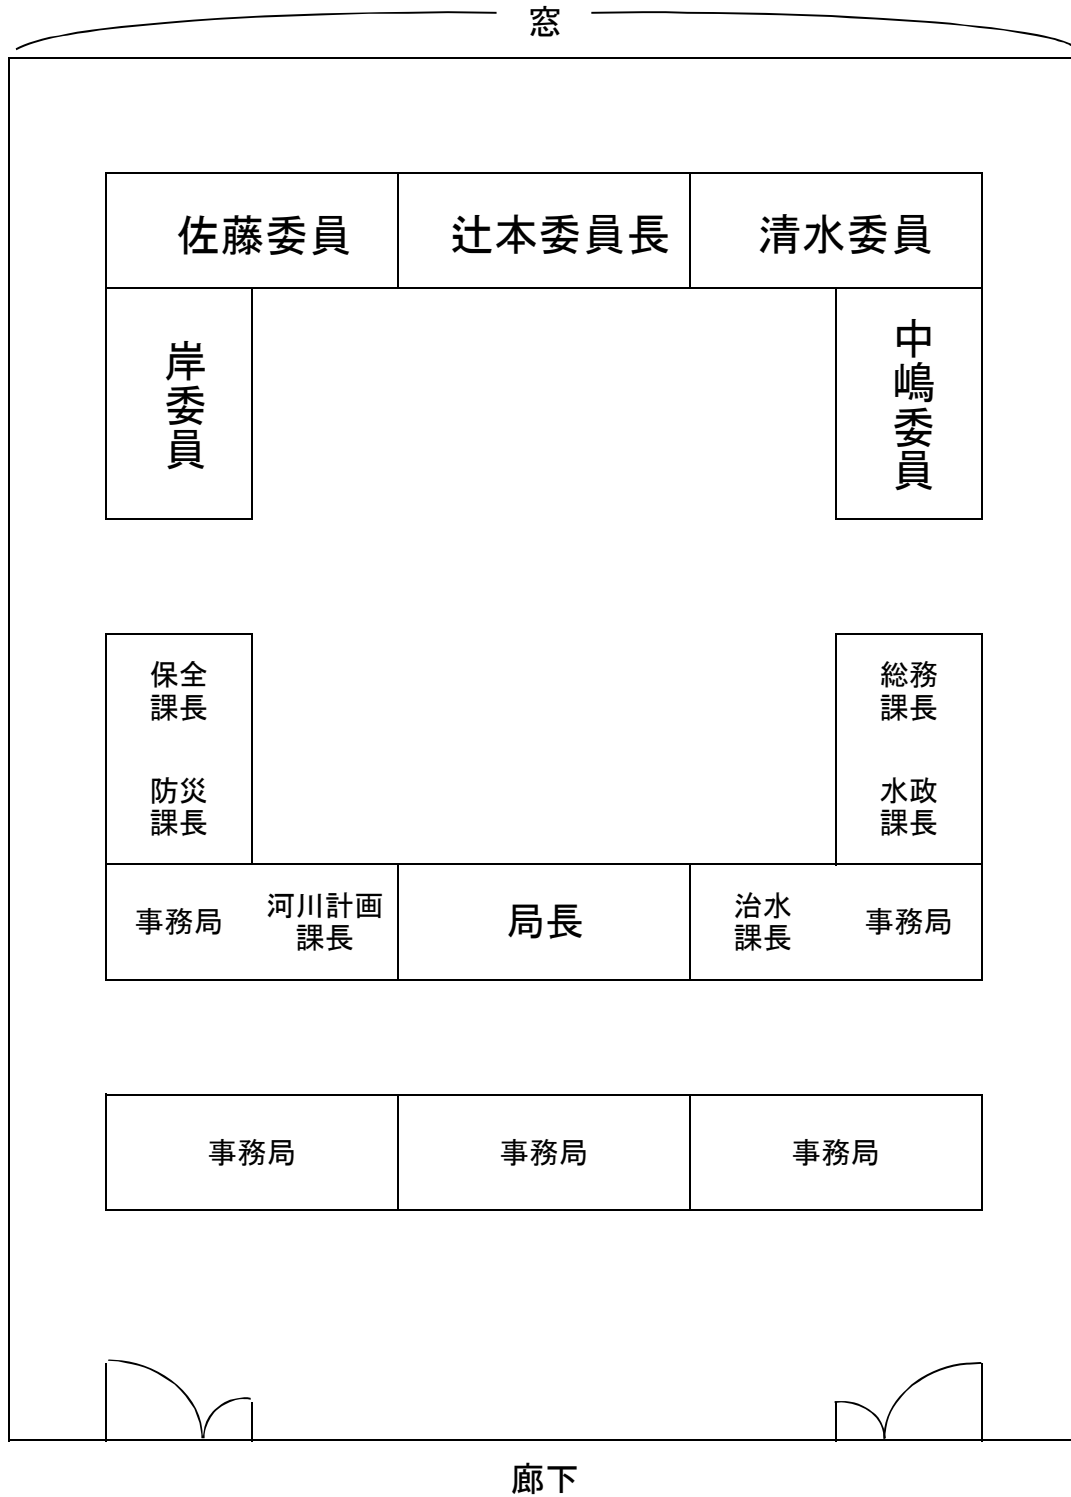 窓
佐藤委員
辻本委員長
清水委員
岸委員
中嶋委員
保全
課長
総務
課長
防災
課長
水政
課長
事務局
河川計画
課長
局長
治水
課長
事務局
事務局
事務局
事務局
廊下